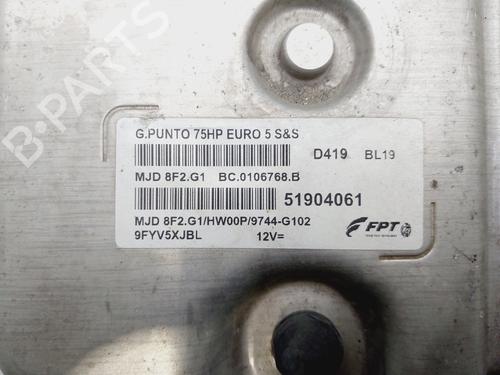 B-PARTS
G.PUNTO 75HP EURO 5 S&S
D419 BL19
MJD 8F2.G1 BC.0106768.B
51904061
MJD 8F2.G1/HW00P/9744-G102
9FYV5XJBL 12V=
FPT